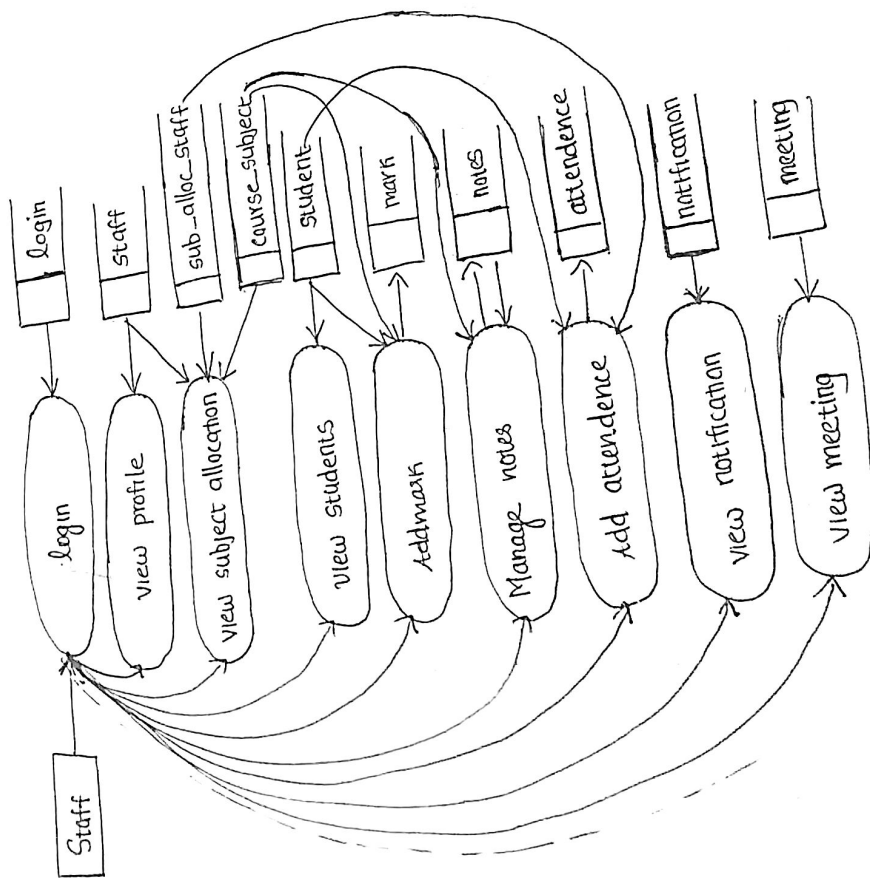 Staff
login
view profile
view subject allocation
view students
Addmark
Manage notes
Add attendence
view notification
view meeting
login
staff
sub_alloc_staff
course_subject
student
mark
notes
attendence
notification
meeting